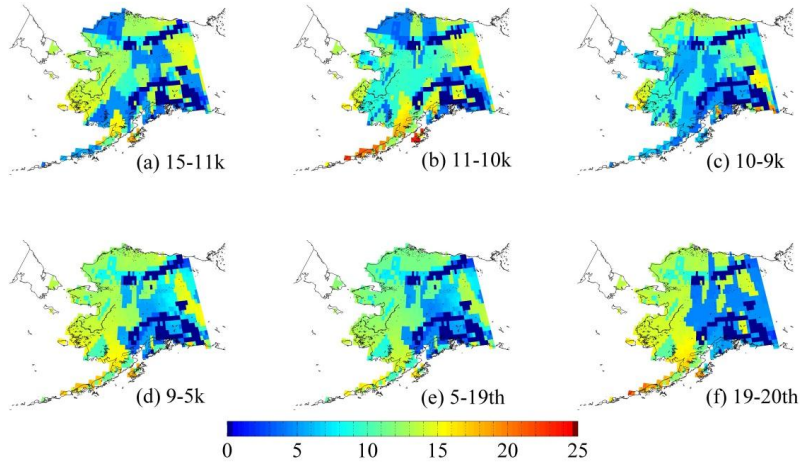 (a) 15-11k
(b) 11-10k
(c) 10-9k
(d) 9-5k
(e) 5-19th
(f) 19-20th
0 5 10 15 20 25